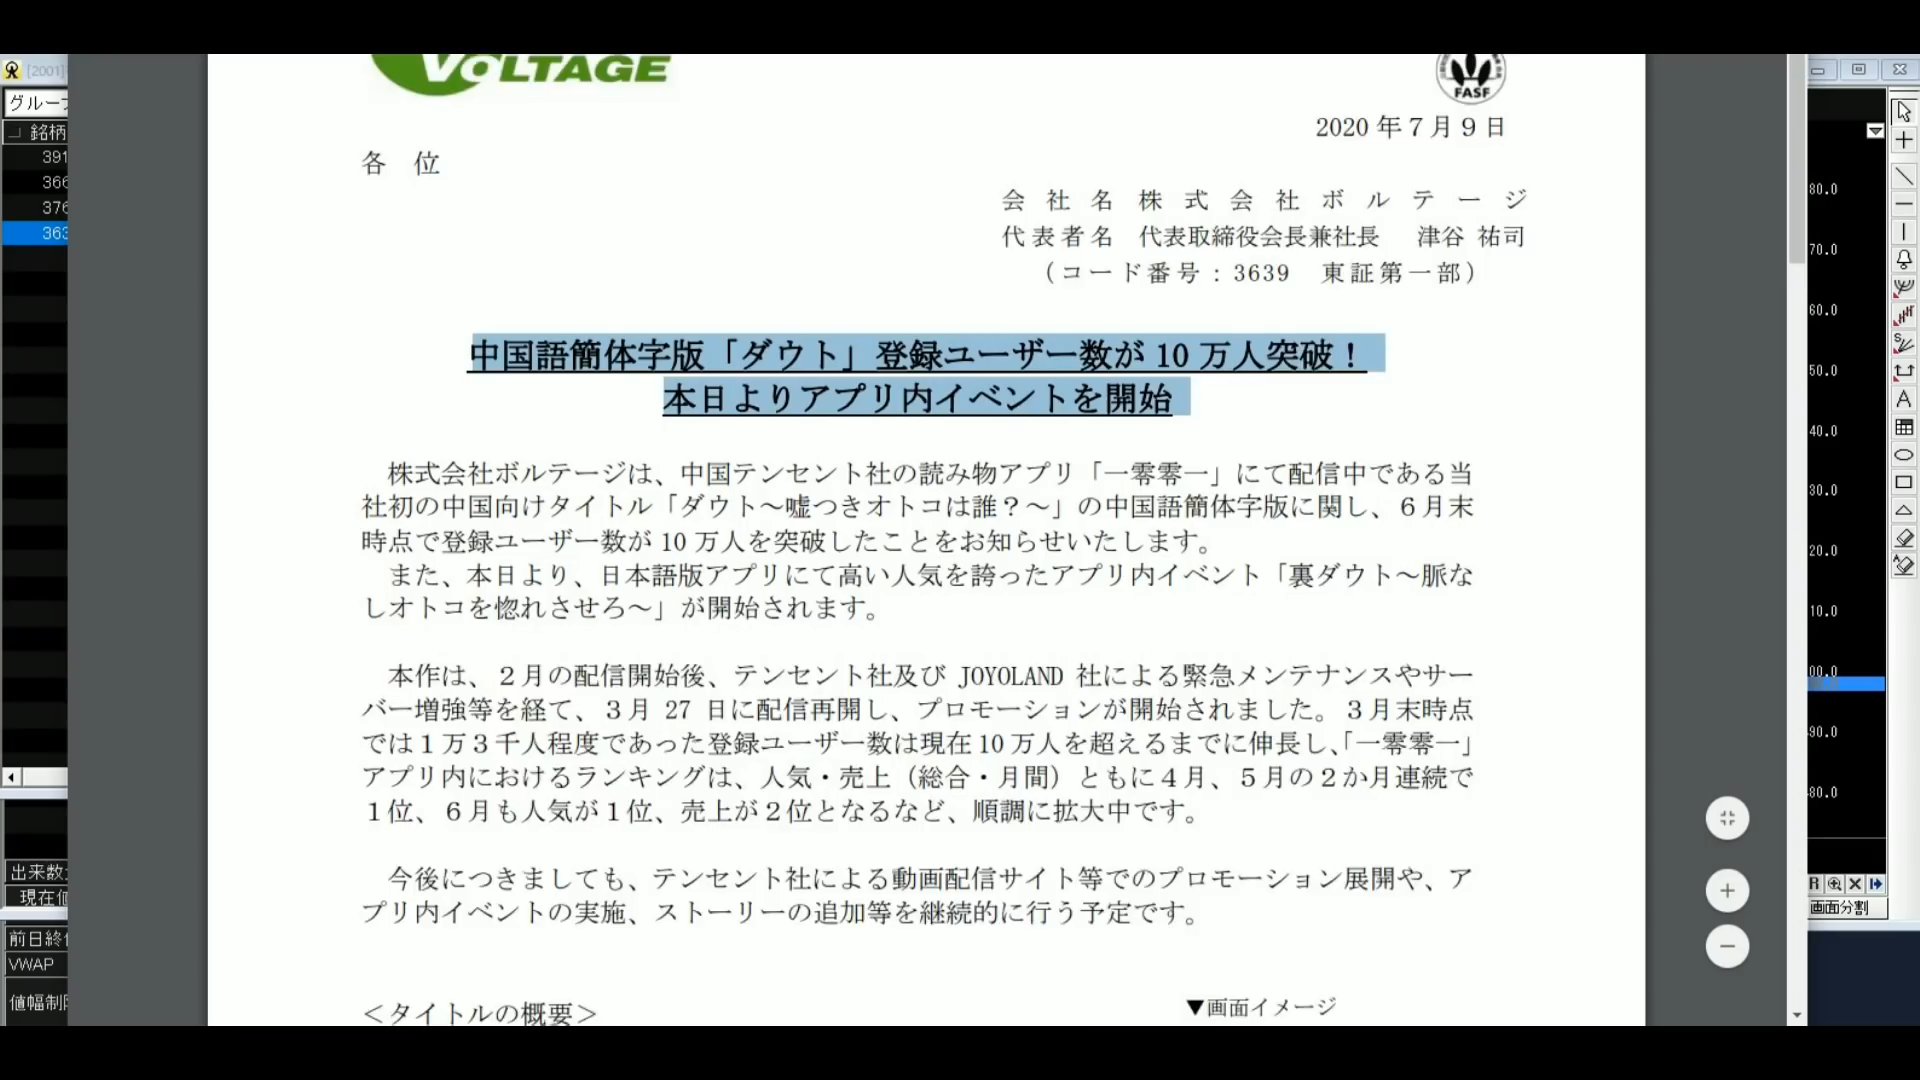 VOLTAGE
FASF
2020 年７月９日
各 位
会社名 株式会社ボルテージ
代表者名 代表取締役会長兼社長 津谷 祐司
（コード番号：3639 東証第一部）
中国語簡体字版「ダウト」登録ユーザー数が 10 万人突破！
本日よりアプリ内イベントを開始
株式会社ボルテージは、中国テンセント社の読み物アプリ「一零零一」にて配信中である当
社初の中国向けタイトル「ダウト～嘘つきオトコは誰？～」の中国語簡体字版に関し、６月末
時点で登録ユーザー数が 10 万人を突破したことをお知らせいたします。
また、本日より、日本語版アプリにて高い人気を誇ったアプリ内イベント「裏ダウト～脈な
しオトコを惚れさせろ～」が開始されます。
本作は、２月の配信開始後、テンセント社及び JOYOLAND 社による緊急メンテナンスやサー
バー増強等を経て、３月 27 日に配信再開し、プロモーションが開始されました。３月末時点
では１万３千人程度であった登録ユーザー数は現在 10 万人を超えるまでに伸長し、「一零零一」
アプリ内におけるランキングは、人気・売上（総合・月間）ともに４月、５月の２か月連続で
１位、６月も人気が１位、売上が２位となるなど、順調に拡大中です。
今後につきましても、テンセント社による動画配信サイト等でのプロモーション展開や、ア
プリ内イベントの実施、ストーリーの追加等を継続的に行う予定です。
＜タイトルの概要＞
▼画面イメージ
[2001]
グルー
銘柄
391
366
376
363
出来数
現在値
前日終
VWAP
値幅制
80.0
70.0
60.0
50.0
40.0
30.0
20.0
10.0
00.0
90.0
80.0
画面分割